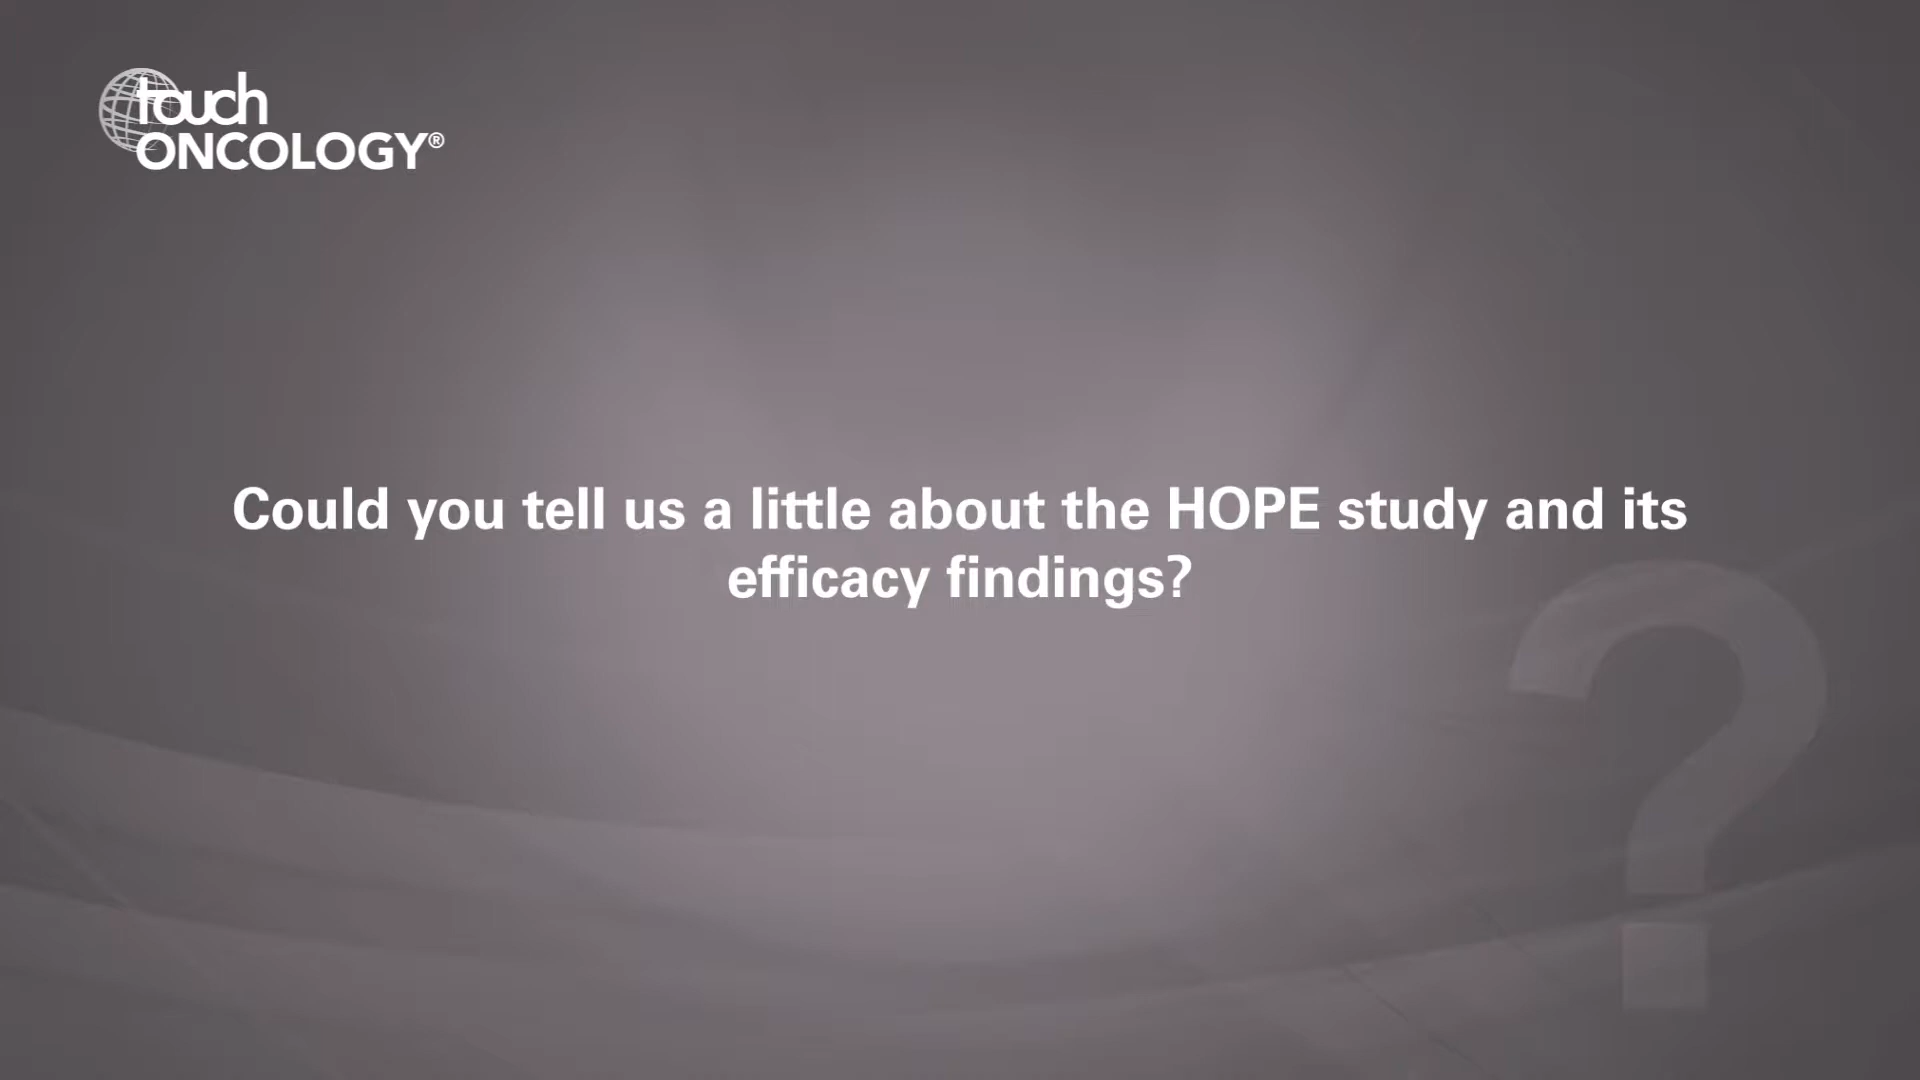 touch
ONCOLOGY®
Could you tell us a little about the HOPE study and its
efficacy findings?